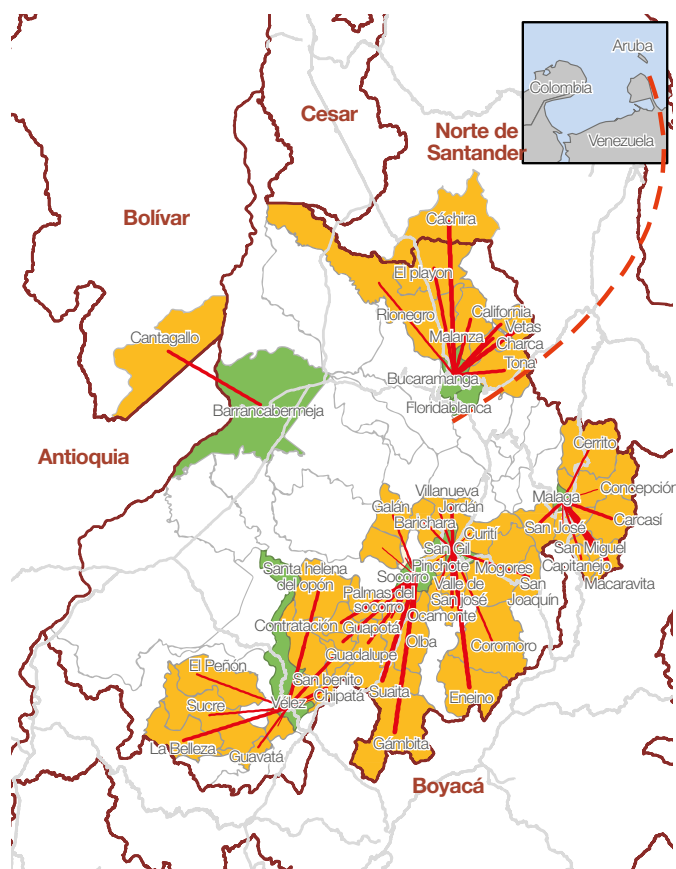 Aruba
Colombia
Venezuela
Cesar
Norte de
Santander
Bolívar
Cáchira
El playon
Rionegro
California
Vetas
Malanza
Charca
Cantagallo
Tona
Bucaramanga
Barrancabermeja
Floridablanca
Antioquia
Cerrito
Villanueva
Concepción
Malaga
Galán
Jordán
Carcasí
Barichara
San José
Curití
San Gil
San Miguel
Pinchote
Mogores
Capitanejo
Santa helena
del opón
Socorro
Valle de
San josé
San
Joaquín
Macaravita
Palmas del
socorro
Ocamonte
Contratación
Guapotá
Olba
Coromoro
Guadalupe
El Peñón
San benito
Suaita
Chipatá
Eneino
Sucre
Vélez
La Belleza
Guavatá
Gámbita
Boyacá